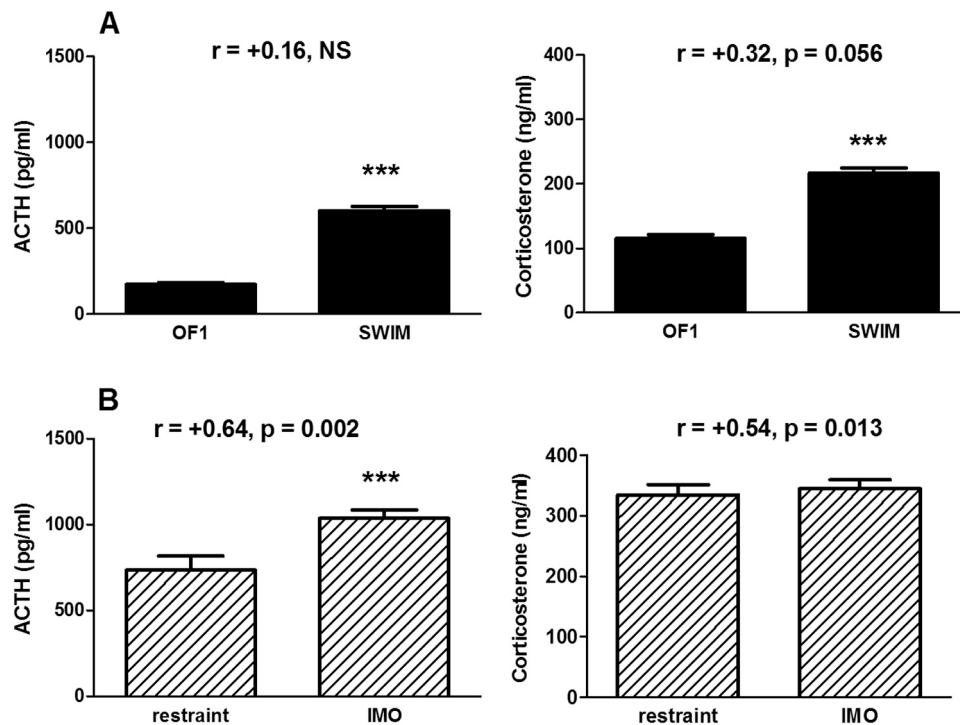 A
r = +0.16, NS
1500
1000
500
0
ACTH (pg/ml)
***
OF1
SWIM
r = +0.32, p = 0.056
400
300
200
100
0
Corticosterone (ng/ml)
***
OF1
SWIM
B
r = +0.64, p = 0.002
1500
1000
500
0
ACTH (pg/ml)
***
restraint
IMO
r = +0.54, p = 0.013
400
300
200
100
0
Corticosterone (ng/ml)
restraint
IMO